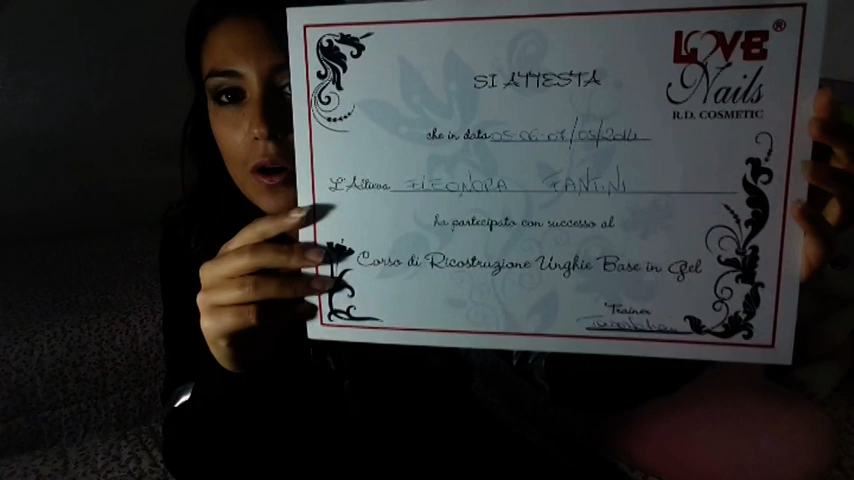 LOVE®
Nails
R.D. COSMETIC
SI ATTESTA
che in data 05-06-07/05/2014
L'Allieva ELEONORA FANTINI
ha partecipato con successo al
Corso di Ricostruzione Unghie Base in Gel
Trainer